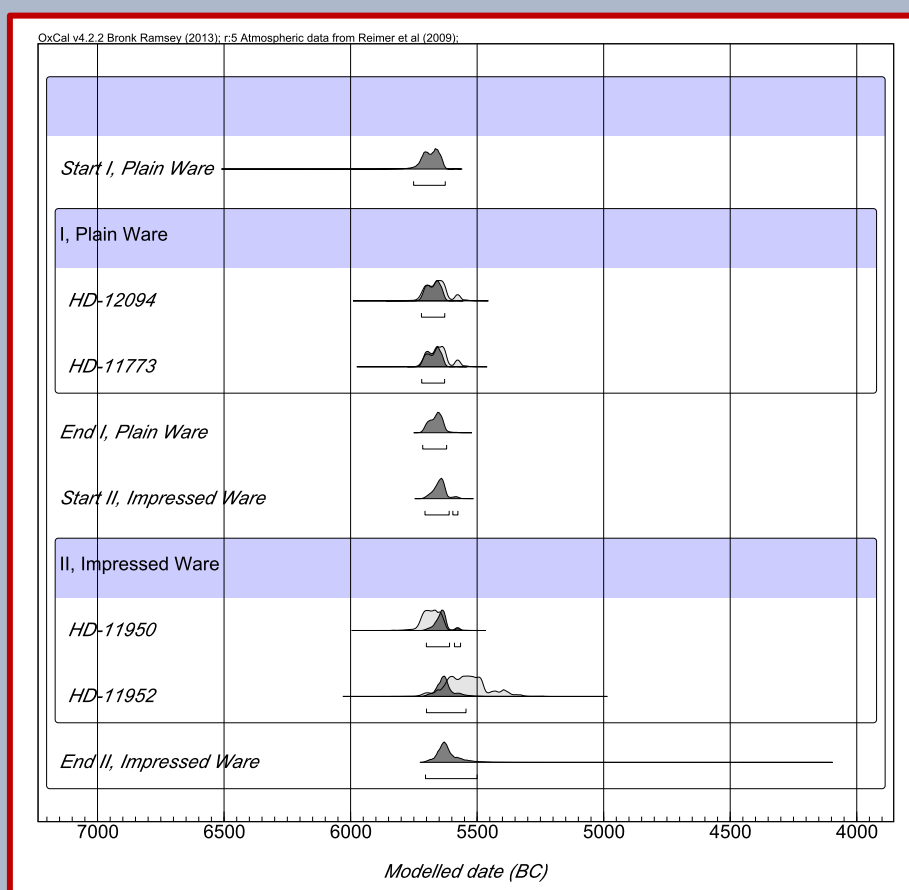 OxCal v4.2.2 Bronk Ramsey (2013); r:5 Atmospheric data from Reimer et al (2009);
Start I, Plain Ware
I, Plain Ware
HD-12094
HD-11773
End I, Plain Ware
Start II, Impressed Ware
II, Impressed Ware
HD-11950
HD-11952
End II, Impressed Ware
7000 6500 6000 5500 5000 4500 4000
Modelled date (BC)